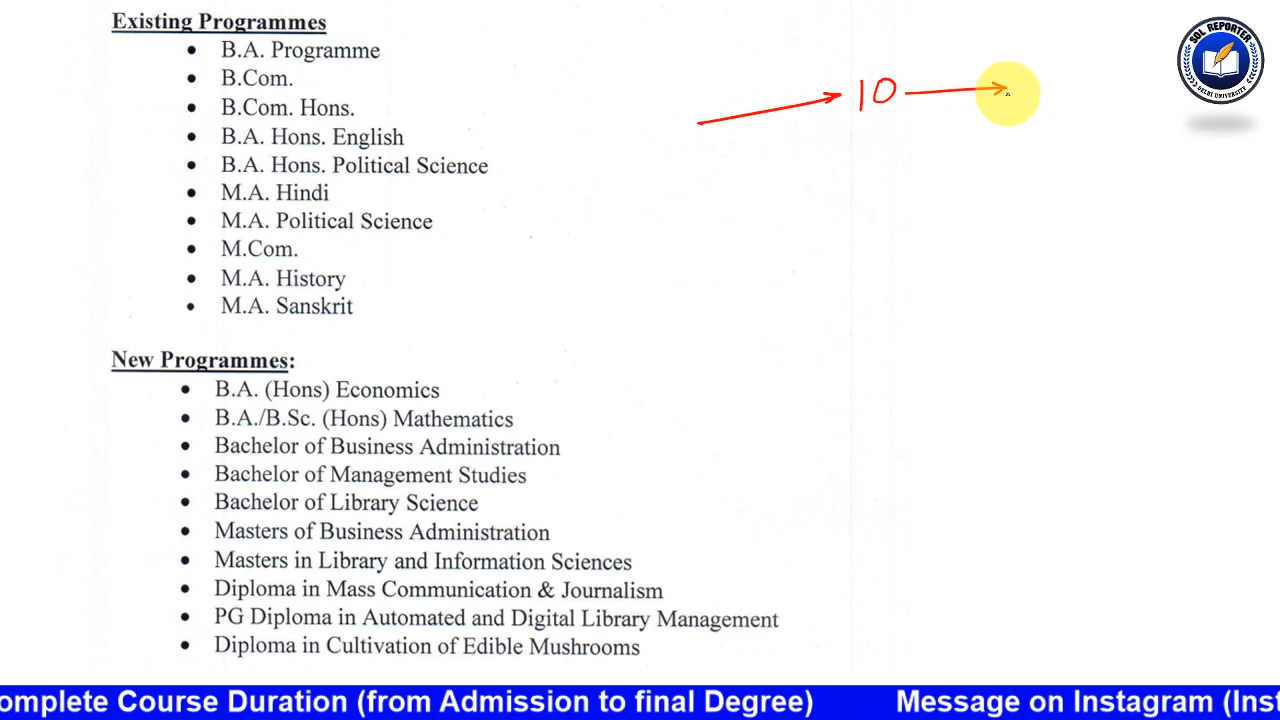 Existing Programmes
• B.A. Programme
• B.Com.
• B.Com. Hons.
• B.A. Hons. English
• B.A. Hons. Political Science
• M.A. Hindi
• M.A. Political Science
• M.Com.
• M.A. History
• M.A. Sanskrit
10
SOL REPORTER
DELHI UNIVERSITY
New Programmes:
• B.A. (Hons) Economics
• B.A./B.Sc. (Hons) Mathematics
• Bachelor of Business Administration
• Bachelor of Management Studies
• Bachelor of Library Science
• Masters of Business Administration
• Masters in Library and Information Sciences
• Diploma in Mass Communication & Journalism
• PG Diploma in Automated and Digital Library Management
• Diploma in Cultivation of Edible Mushrooms
omplete Course Duration (from Admission to final Degree) Message on Instagram (Inst